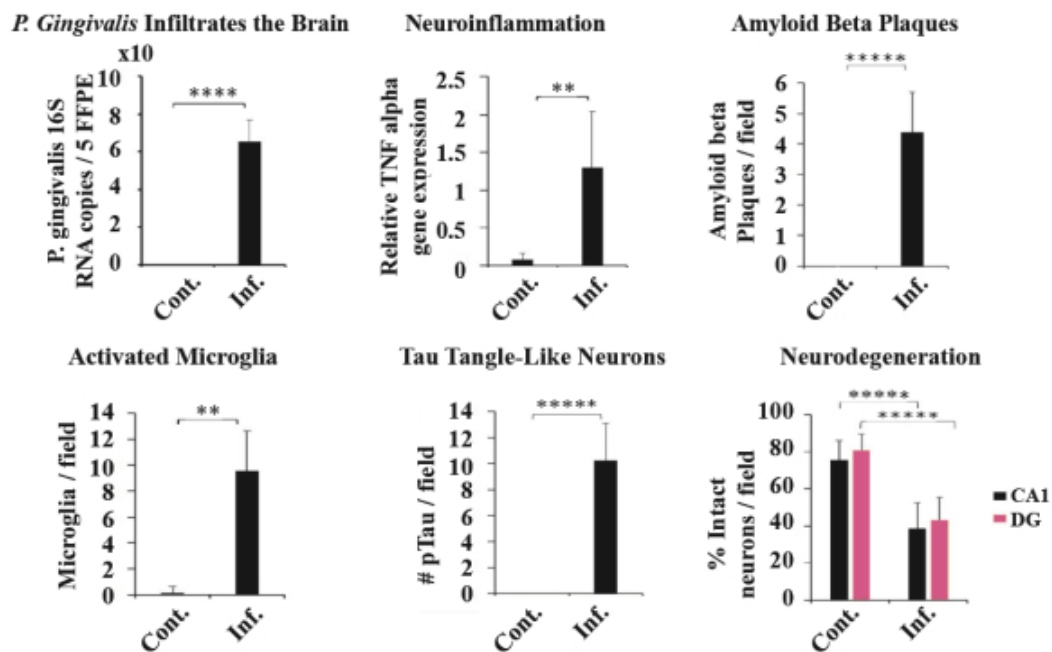 P. Gingivalis Infiltrates the Brain
x10
P. gingivalis 16S
RNA copies / 5 FFPE
10
8
6
4
2
0
****
Cont.
Inf.
Neuroinflammation
Relative TNF alpha
gene expression
2.5
2
1.5
1
0.5
0
**
Cont.
Inf.
Amyloid Beta Plaques
Amyloid beta
Plaques / field
6
5
4
3
2
1
0
*****
Cont.
Inf.
Activated Microglia
Microglia / field
14
12
10
8
6
4
2
0
**
Cont.
Inf.
Tau Tangle-Like Neurons
# pTau / field
14
12
10
8
6
4
2
0
*****
Cont.
Inf.
Neurodegeneration
% Intact
neurons / field
100
80
60
40
20
0
*****
*****
Cont.
Inf.
CA1
DG